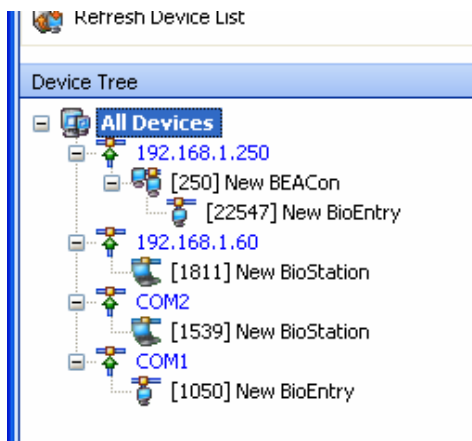 Refresh Device List
Device Tree
All Devices
192.168.1.250
[250] New BEACon
[22547] New BioEntry
192.168.1.60
[1811] New BioStation
COM2
[1539] New BioStation
COM1
[1050] New BioEntry